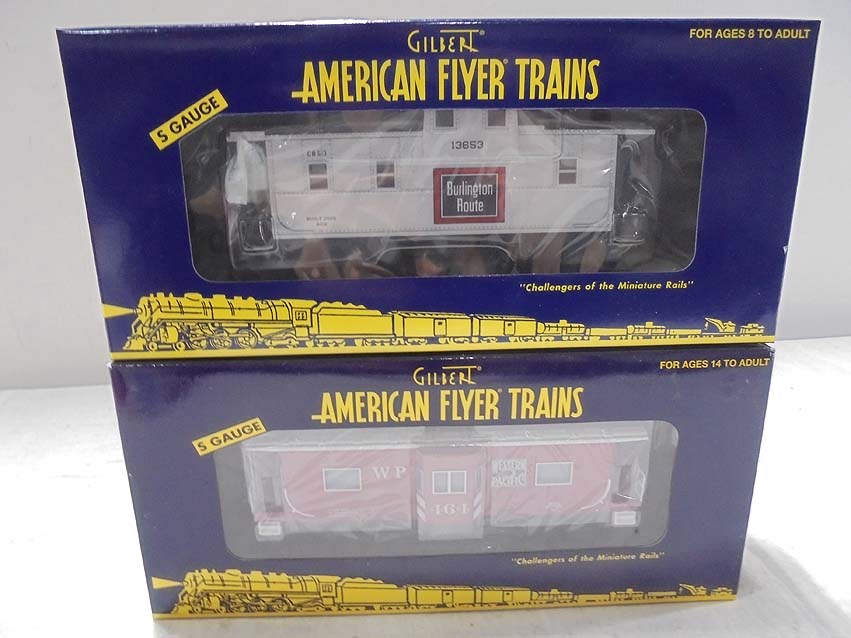 GILBERT®
FOR AGES 8 TO ADULT
AMERICAN FLYER® TRAINS
S GAUGE
13653
CB&Q
Burlington
Route
"Challengers of the Miniature Rails"
GILBERT®
FOR AGES 14 TO ADULT
AMERICAN FLYER® TRAINS
S GAUGE
WP
WESTERN
PACIFIC
464
"Challengers of the Miniature Rails"